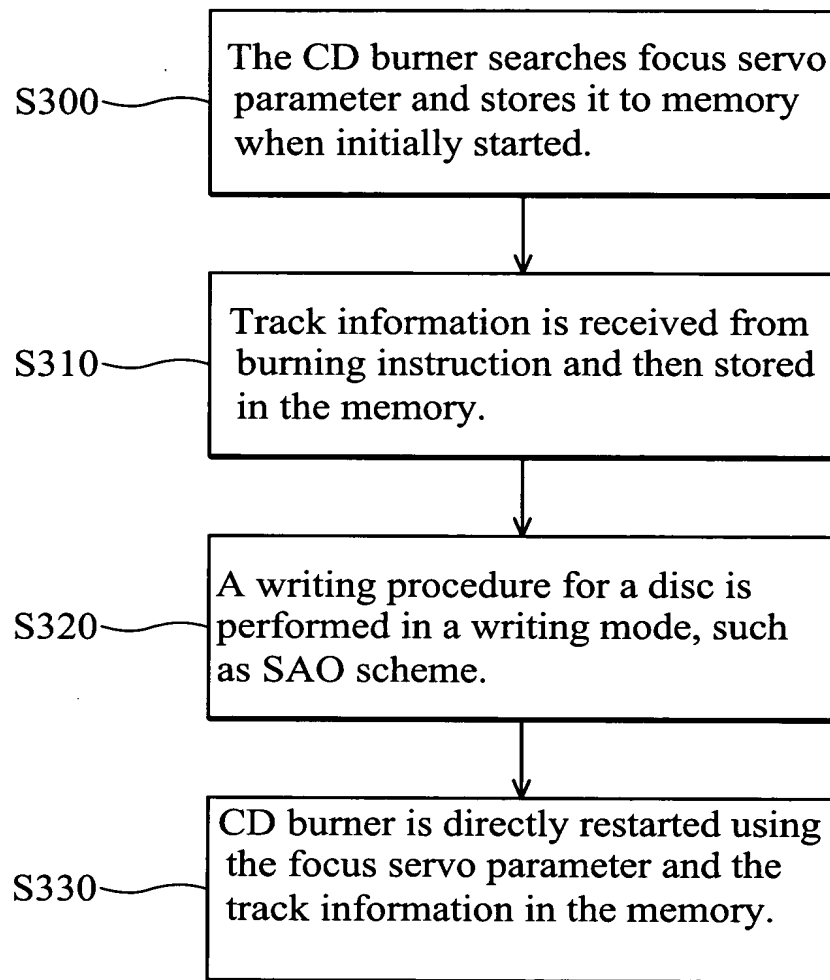 The CD burner searches focus servo
S300
parameter and stores it to memory
when initially started.
Track information is received from
S310
burning instruction and then stored
in the memory.
A writing procedure for a disc is
S320
performed in a writing mode, such
as SAO scheme.
CD burner is directly restarted using
S330
the focus servo parameter and the
track information in the memory.